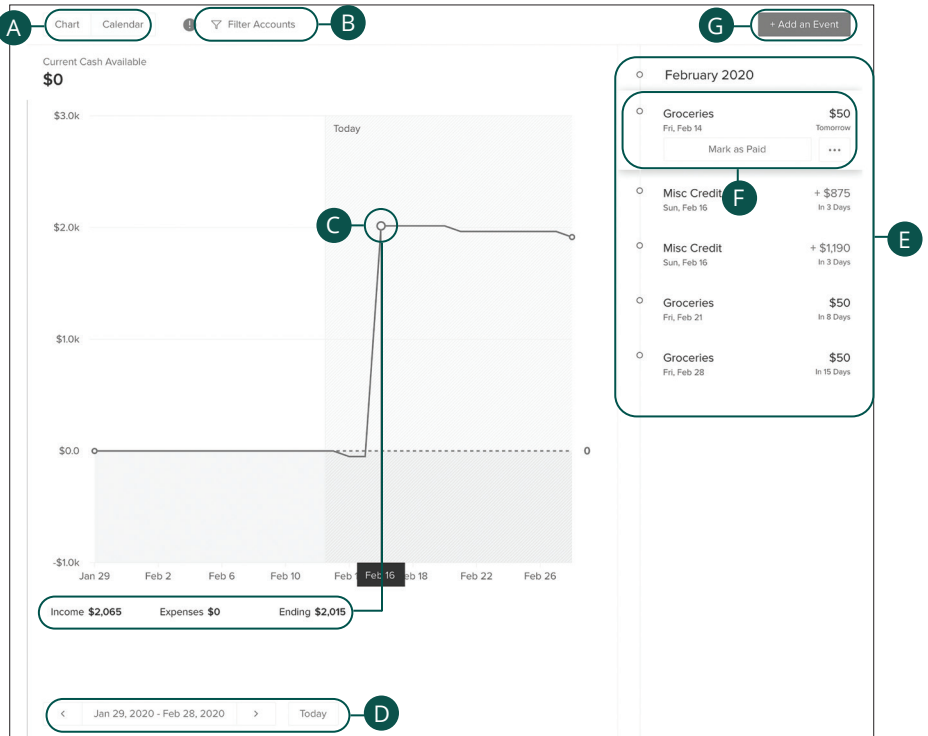 A
Chart
Calendar
!
Filter Accounts
B
G
+ Add an Event
Current Cash Available
$0
$3.0k
Today
$2.0k
C
$1.0k
$0.0
0
-$1.0k
Jan 29
Feb 2
Feb 6
Feb 10
Feb 1
Feb 16
eb 18
Feb 22
Feb 26
Income $2,065
Expenses $0
Ending $2,015
< Jan 29, 2020 - Feb 28, 2020 >
Today
D
February 2020
Groceries $50
Fri, Feb 14 Tomorrow
Mark as Paid ...
F
Misc Credit + $875
Sun, Feb 16 In 3 Days
E
Misc Credit + $1,190
Sun, Feb 16 In 3 Days
Groceries $50
Fri, Feb 21 In 8 Days
Groceries $50
Fri, Feb 28 In 15 Days